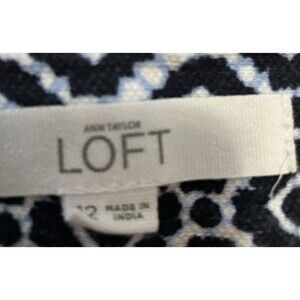 ANN TAYLOR
LOFT
12 MADE IN
INDIA